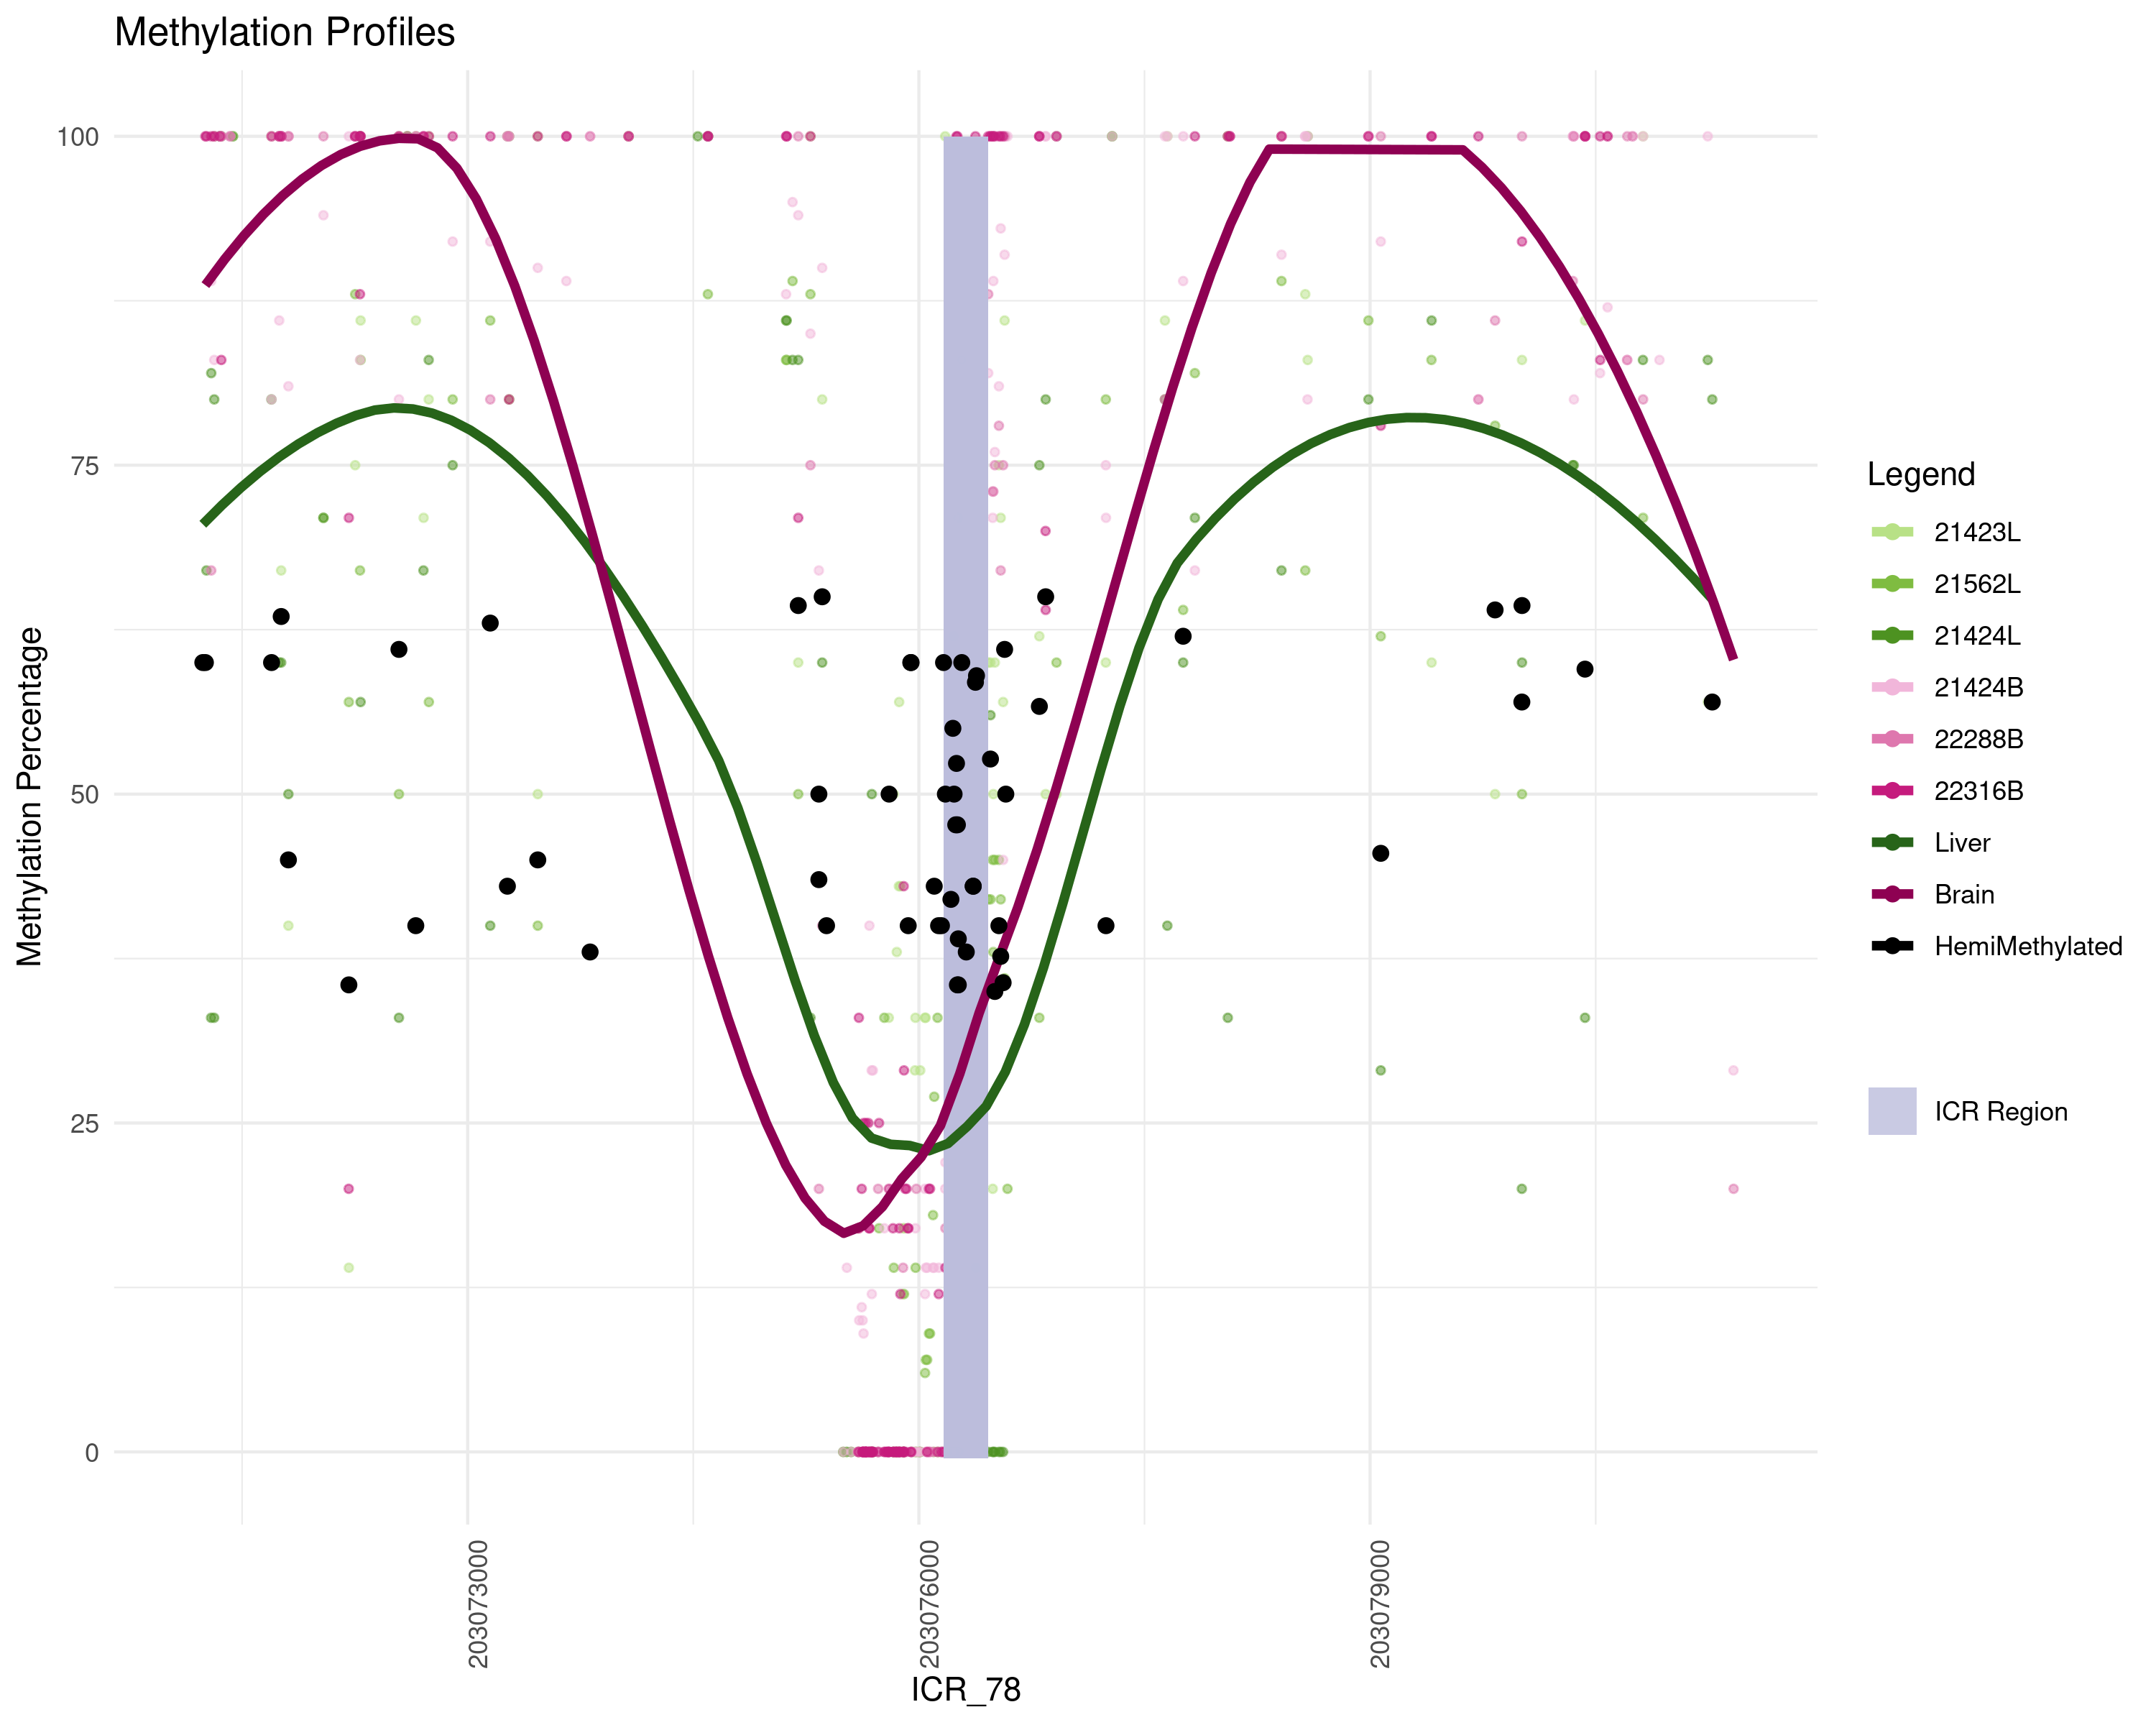 Methylation Profiles
Methylation Percentage
100
75
50
25
0
203073000
203076000
203079000
ICR_78
Legend
21423L
21562L
21424L
21424B
22288B
22316B
Liver
Brain
HemiMethylated
ICR Region